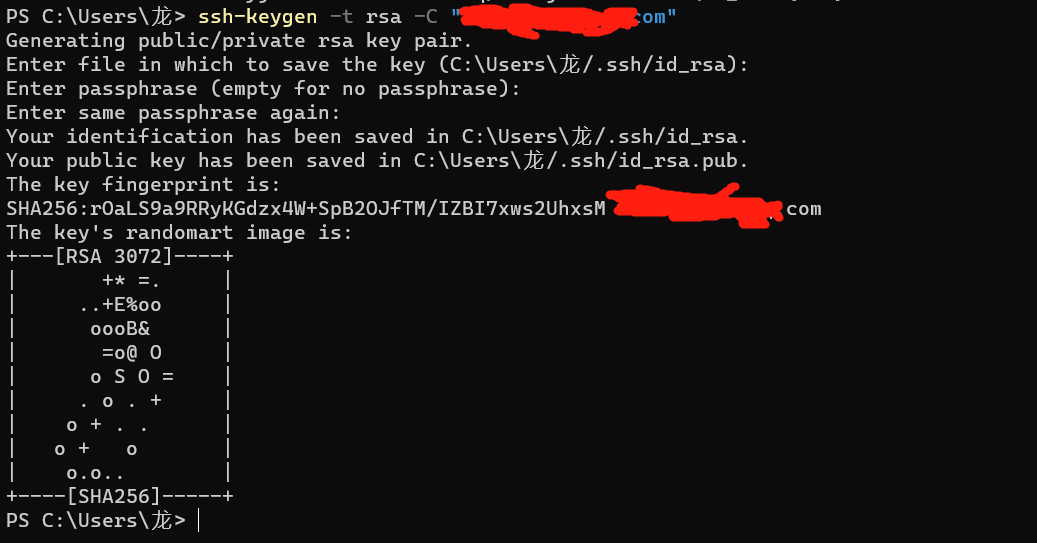 PS C:\Users\龙> ssh-keygen -t rsa -C "com"
Generating public/private rsa key pair.
Enter file in which to save the key (C:\Users\龙/.ssh/id_rsa):
Enter passphrase (empty for no passphrase):
Enter same passphrase again:
Your identification has been saved in C:\Users\龙/.ssh/id_rsa.
Your public key has been saved in C:\Users\龙/.ssh/id_rsa.pub.
The key fingerprint is:
SHA256:rOaLS9a9RRyKGdzx4W+SpB2OJfTM/IZBI7xws2UhxsM .com
The key's randomart image is:
+---[RSA 3072]----+
|       +* =.     |
|     ..+E%oo     |
|      oooB&      |
|       =o@ O     |
|      o S O =    |
|     . o . +     |
|    o + . .      |
|   o +   o       |
|    o.o..        |
+----[SHA256]-----+
PS C:\Users\龙>